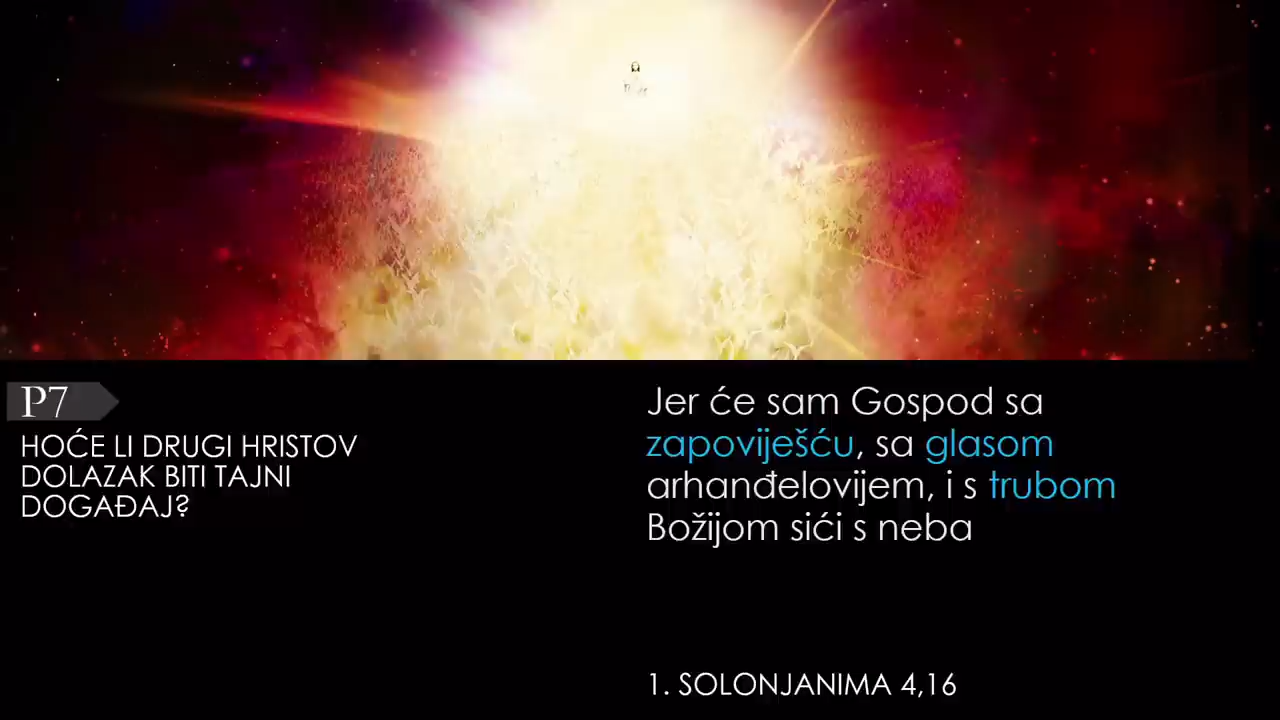 P7
HOĆE LI DRUGI HRISTOV
DOLAZAK BITI TAJNI
DOGAĐAJ?
Jer će sam Gospod sa
zapoviješću, sa glasom
arhanđelovijem, i s trubom
Božijom sići s neba
1. SOLONJANIMA 4,16